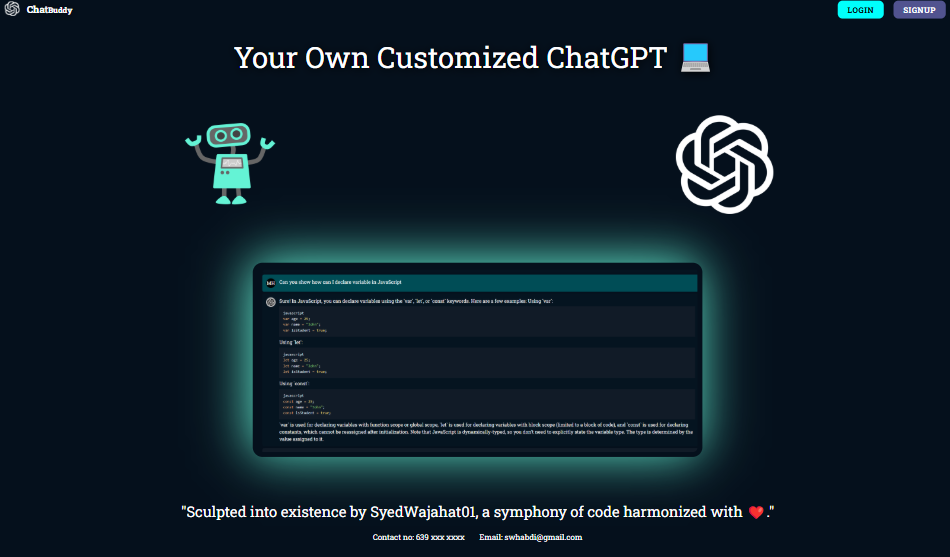 ChatBuddy
LOGIN
SIGNUP
Your Own Customized ChatGPT
MH
Can you show how can I declare variable in JavaScript
Sure! In JavaScript, you can declare variables using the 'var', 'let', or 'const' keywords. Here are a few examples: Using 'var':
javascript
var age = 25;
var name = "John";
var isStudent = true;
Using 'let':
javascript
let age = 25;
let name = "John";
let isStudent = true;
Using 'const':
javascript
const age = 25;
const name = "John";
const isStudent = true;
'var' is used for declaring variables with function scope or global scope, 'let' is used for declaring variables with block scope (limited to a block of code), and 'const' is used for declaring
constants, which cannot be reassigned after initialization. Note that JavaScript is dynamically-typed, so you don't need to explicitly state the variable type. The type is determined by the
value assigned to it.
"Sculpted into existence by SyedWajahat01, a symphony of code harmonized with ❤️."
Contact no: 639 xxx xxxx
Email: swhabdi@gmail.com